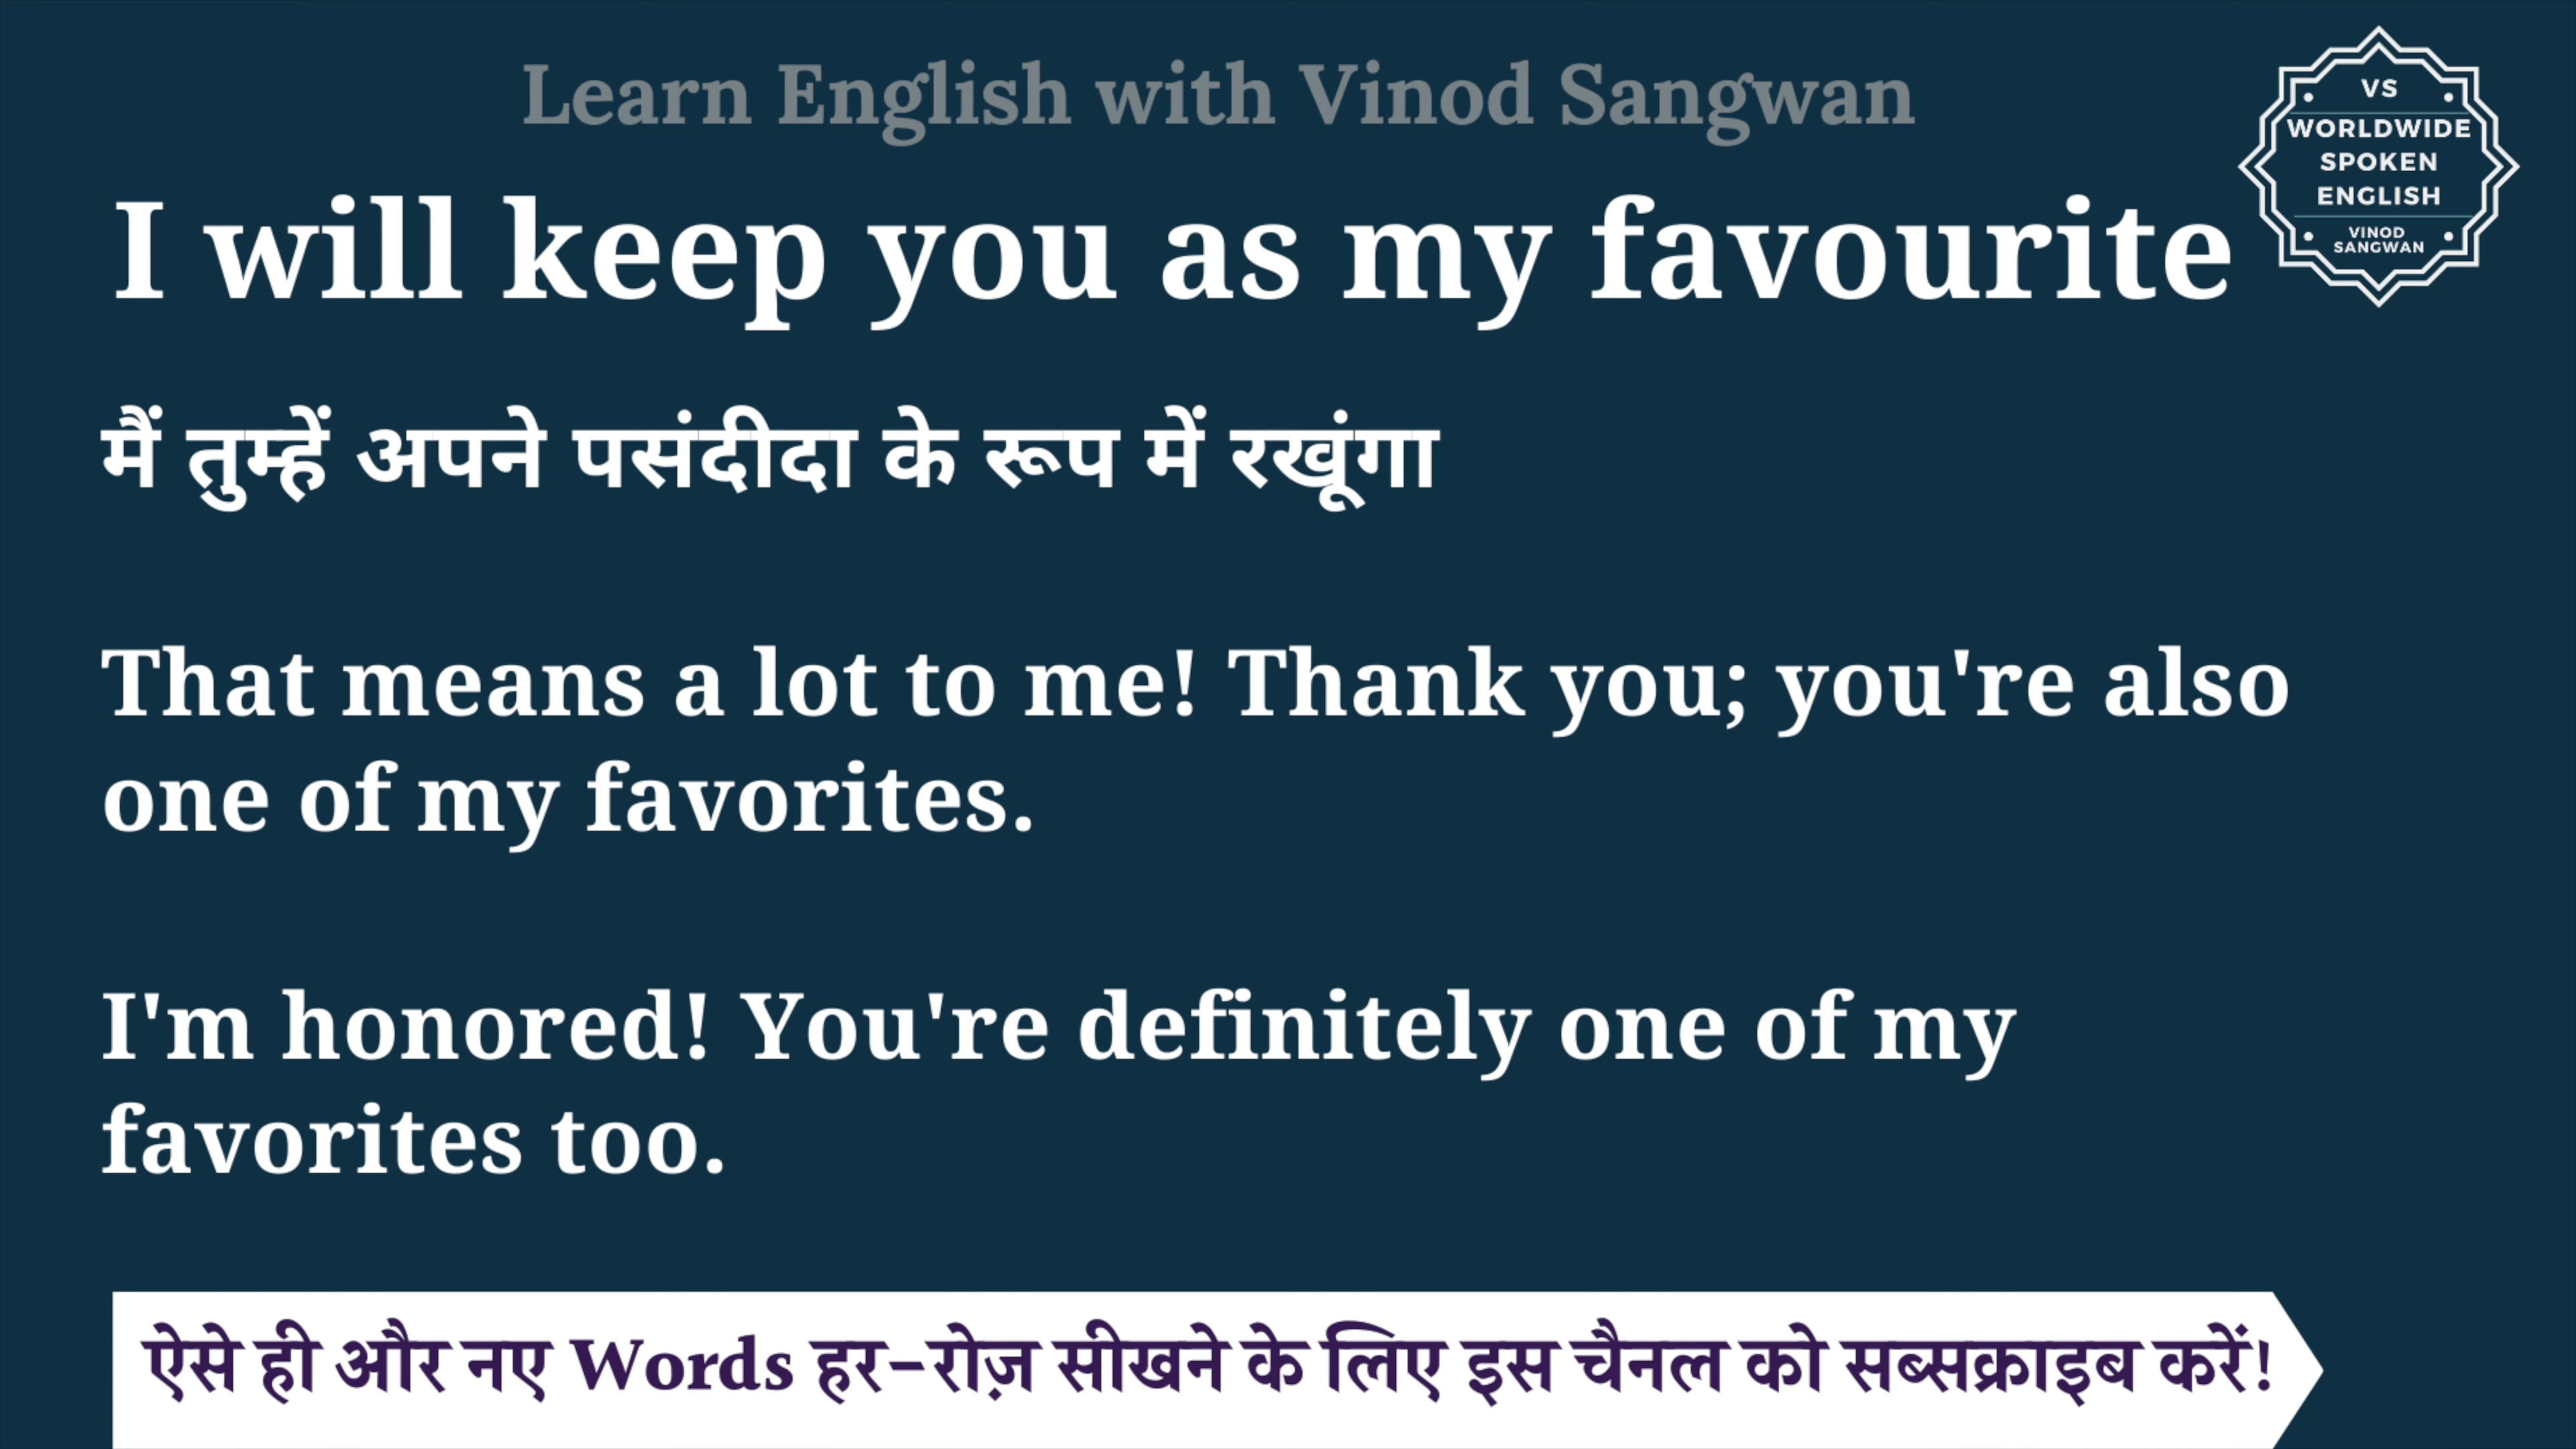 Learn English with Vinod Sangwan
VS
WORLDWIDE
SPOKEN
ENGLISH
VINOD
SANGWAN
I will keep you as my favourite
मैं तुम्हें अपने पसंदीदा के रूप में रखूंगा
That means a lot to me! Thank you; you're also
one of my favorites.
I'm honored! You're definitely one of my
favorites too.
ऐसे ही और नए Words हर-रोज़ सीखने के लिए इस चैनल को सब्सक्राइब करें!